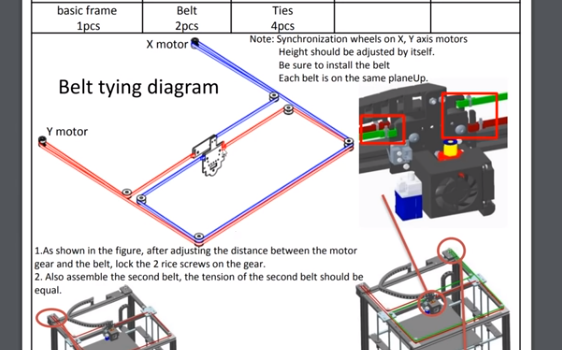 basic frame Belt Ties
1pcs 2pcs 4pcs
X motor
Note: Synchronization wheels on X, Y axis motors
Height should be adjusted by itself.
Be sure to install the belt
Each belt is on the same planeUp.
Belt tying diagram
Y motor
1.As shown in the figure, after adjusting the distance between the motor
gear and the belt, lock the 2 rice screws on the gear.
2. Also assemble the second belt, the tension of the second belt should be
equal.